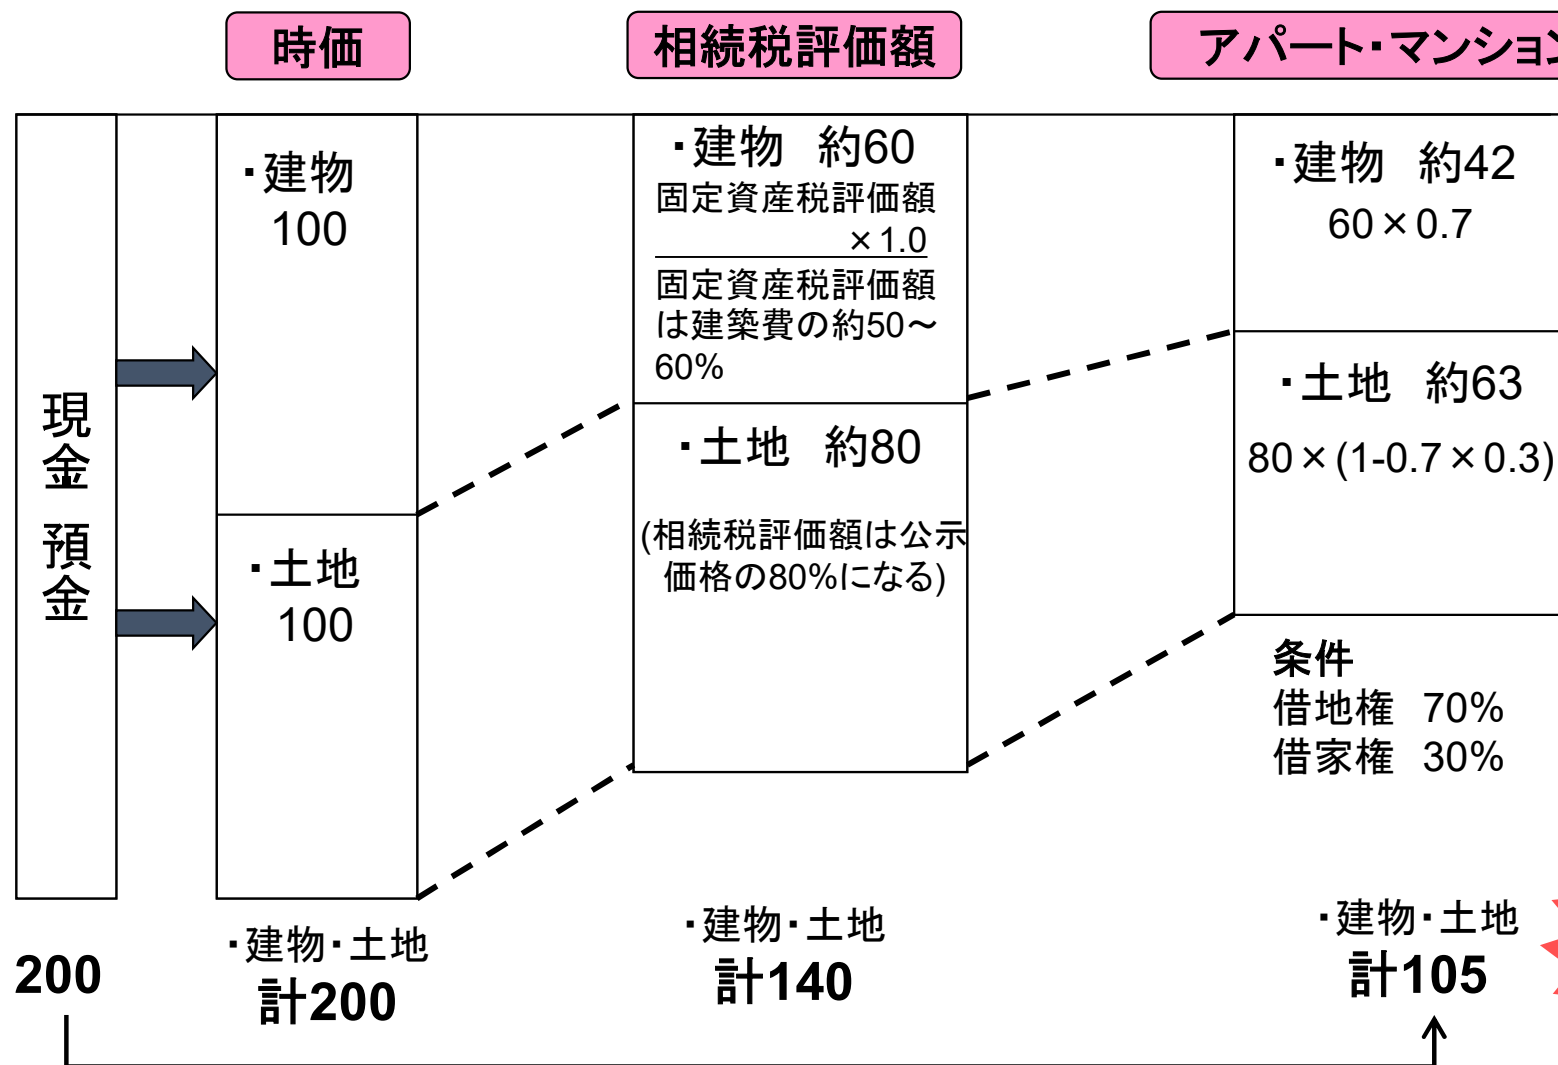 時価
相続税評価額
アパート・マンション
現金 預金
・建物
100
・土地
100
・建物 約60
固定資産税評価額
×1.0
固定資産税評価額
は建築費の約50～
60%
・土地 約80
(相続税評価額は公示
価格の80%になる)
・建物 約42
60×0.7
・土地 約63
80×(1-0.7×0.3)
条件
借地権 70%
借家権 30%
200
・建物・土地
計200
・建物・土地
計140
・建物・土地
計105